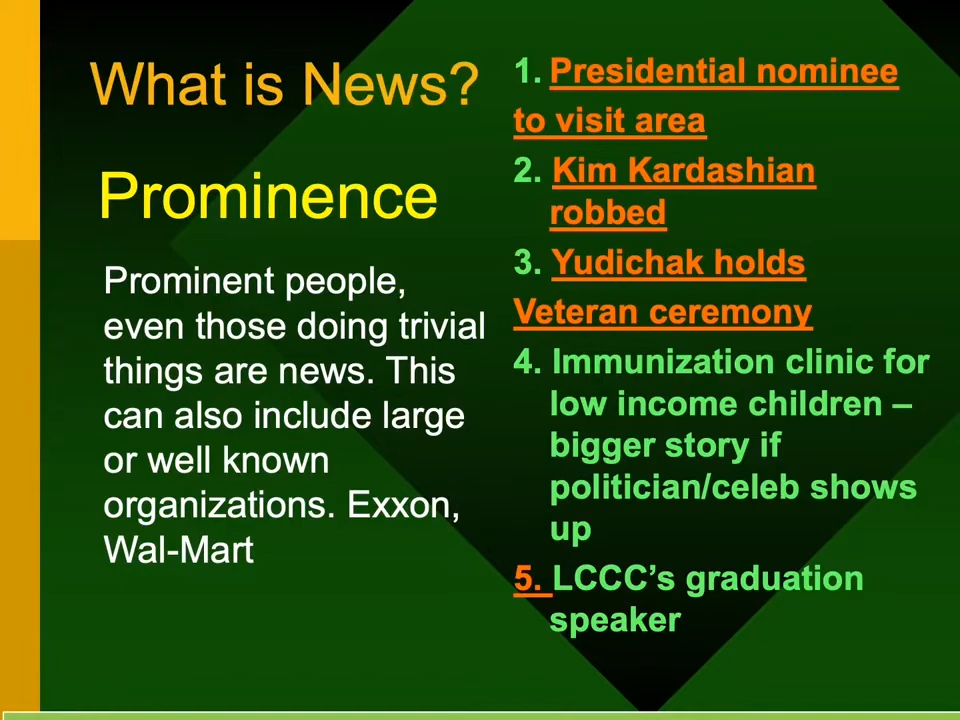 What is News?
Prominence
Prominent people,
even those doing trivial
things are news. This
can also include large
or well known
organizations. Exxon,
Wal-Mart
1. Presidential nominee
to visit area
2. Kim Kardashian
robbed
3. Yudichak holds
Veteran ceremony
4. Immunization clinic for
low income children –
bigger story if
politician/celeb shows
up
5. LCCC’s graduation
speaker